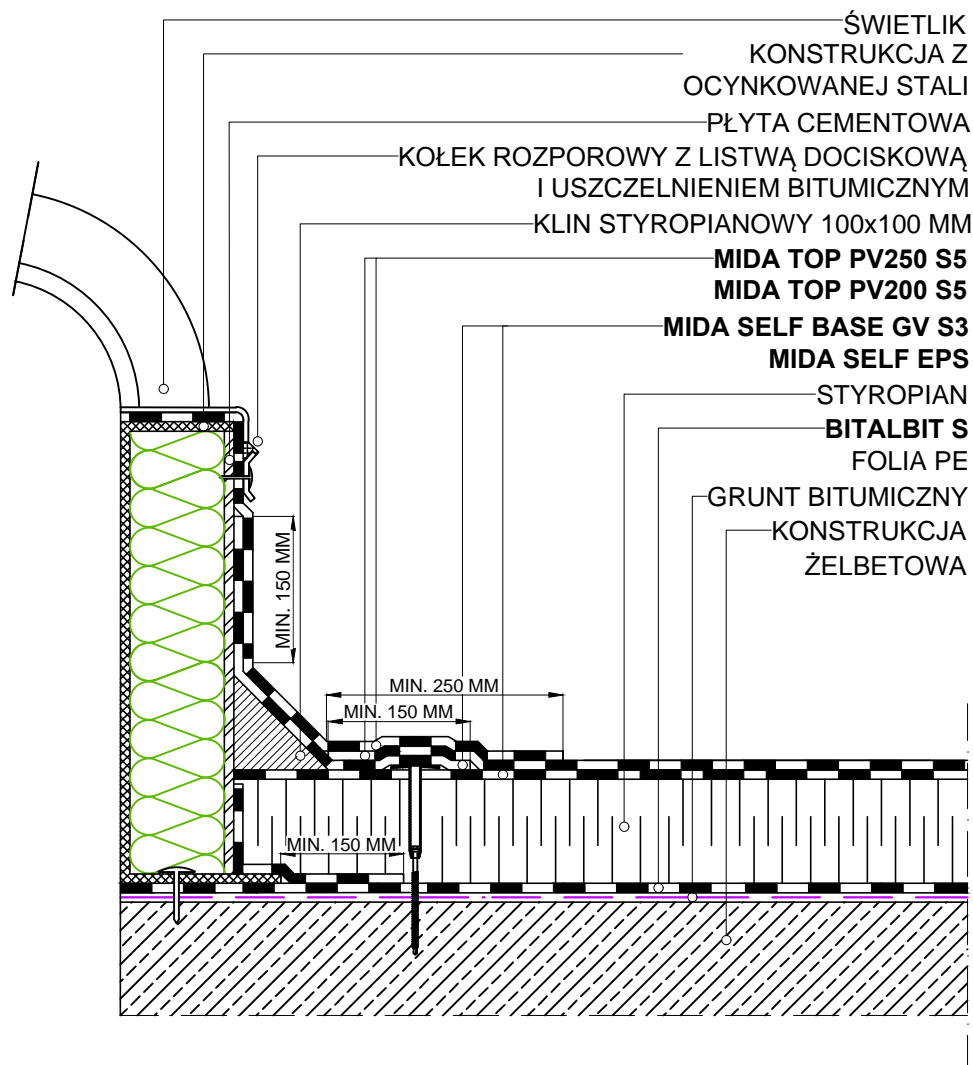 ŚWIETLIK
KONSTRUKCJA Z
OCYNKOWANEJ STALI
PŁYTA CEMENTOWA
KOŁEK ROZPOROWY Z LISTWĄ DOCISKOWĄ
I USZCZELNIENIEM BITUMICZNYM
KLIN STYROPIANOWY 100x100 MM
MIDA TOP PV250 S5
MIDA TOP PV200 S5
MIDA SELF BASE GV S3
MIDA SELF EPS
STYROPIAN
BITALBIT S
FOLIA PE
GRUNT BITUMICZNY
KONSTRUKCJA
ŻELBETOWA
MIN. 150 MM
MIN. 250 MM
MIN. 150 MM
MIN. 150 MM